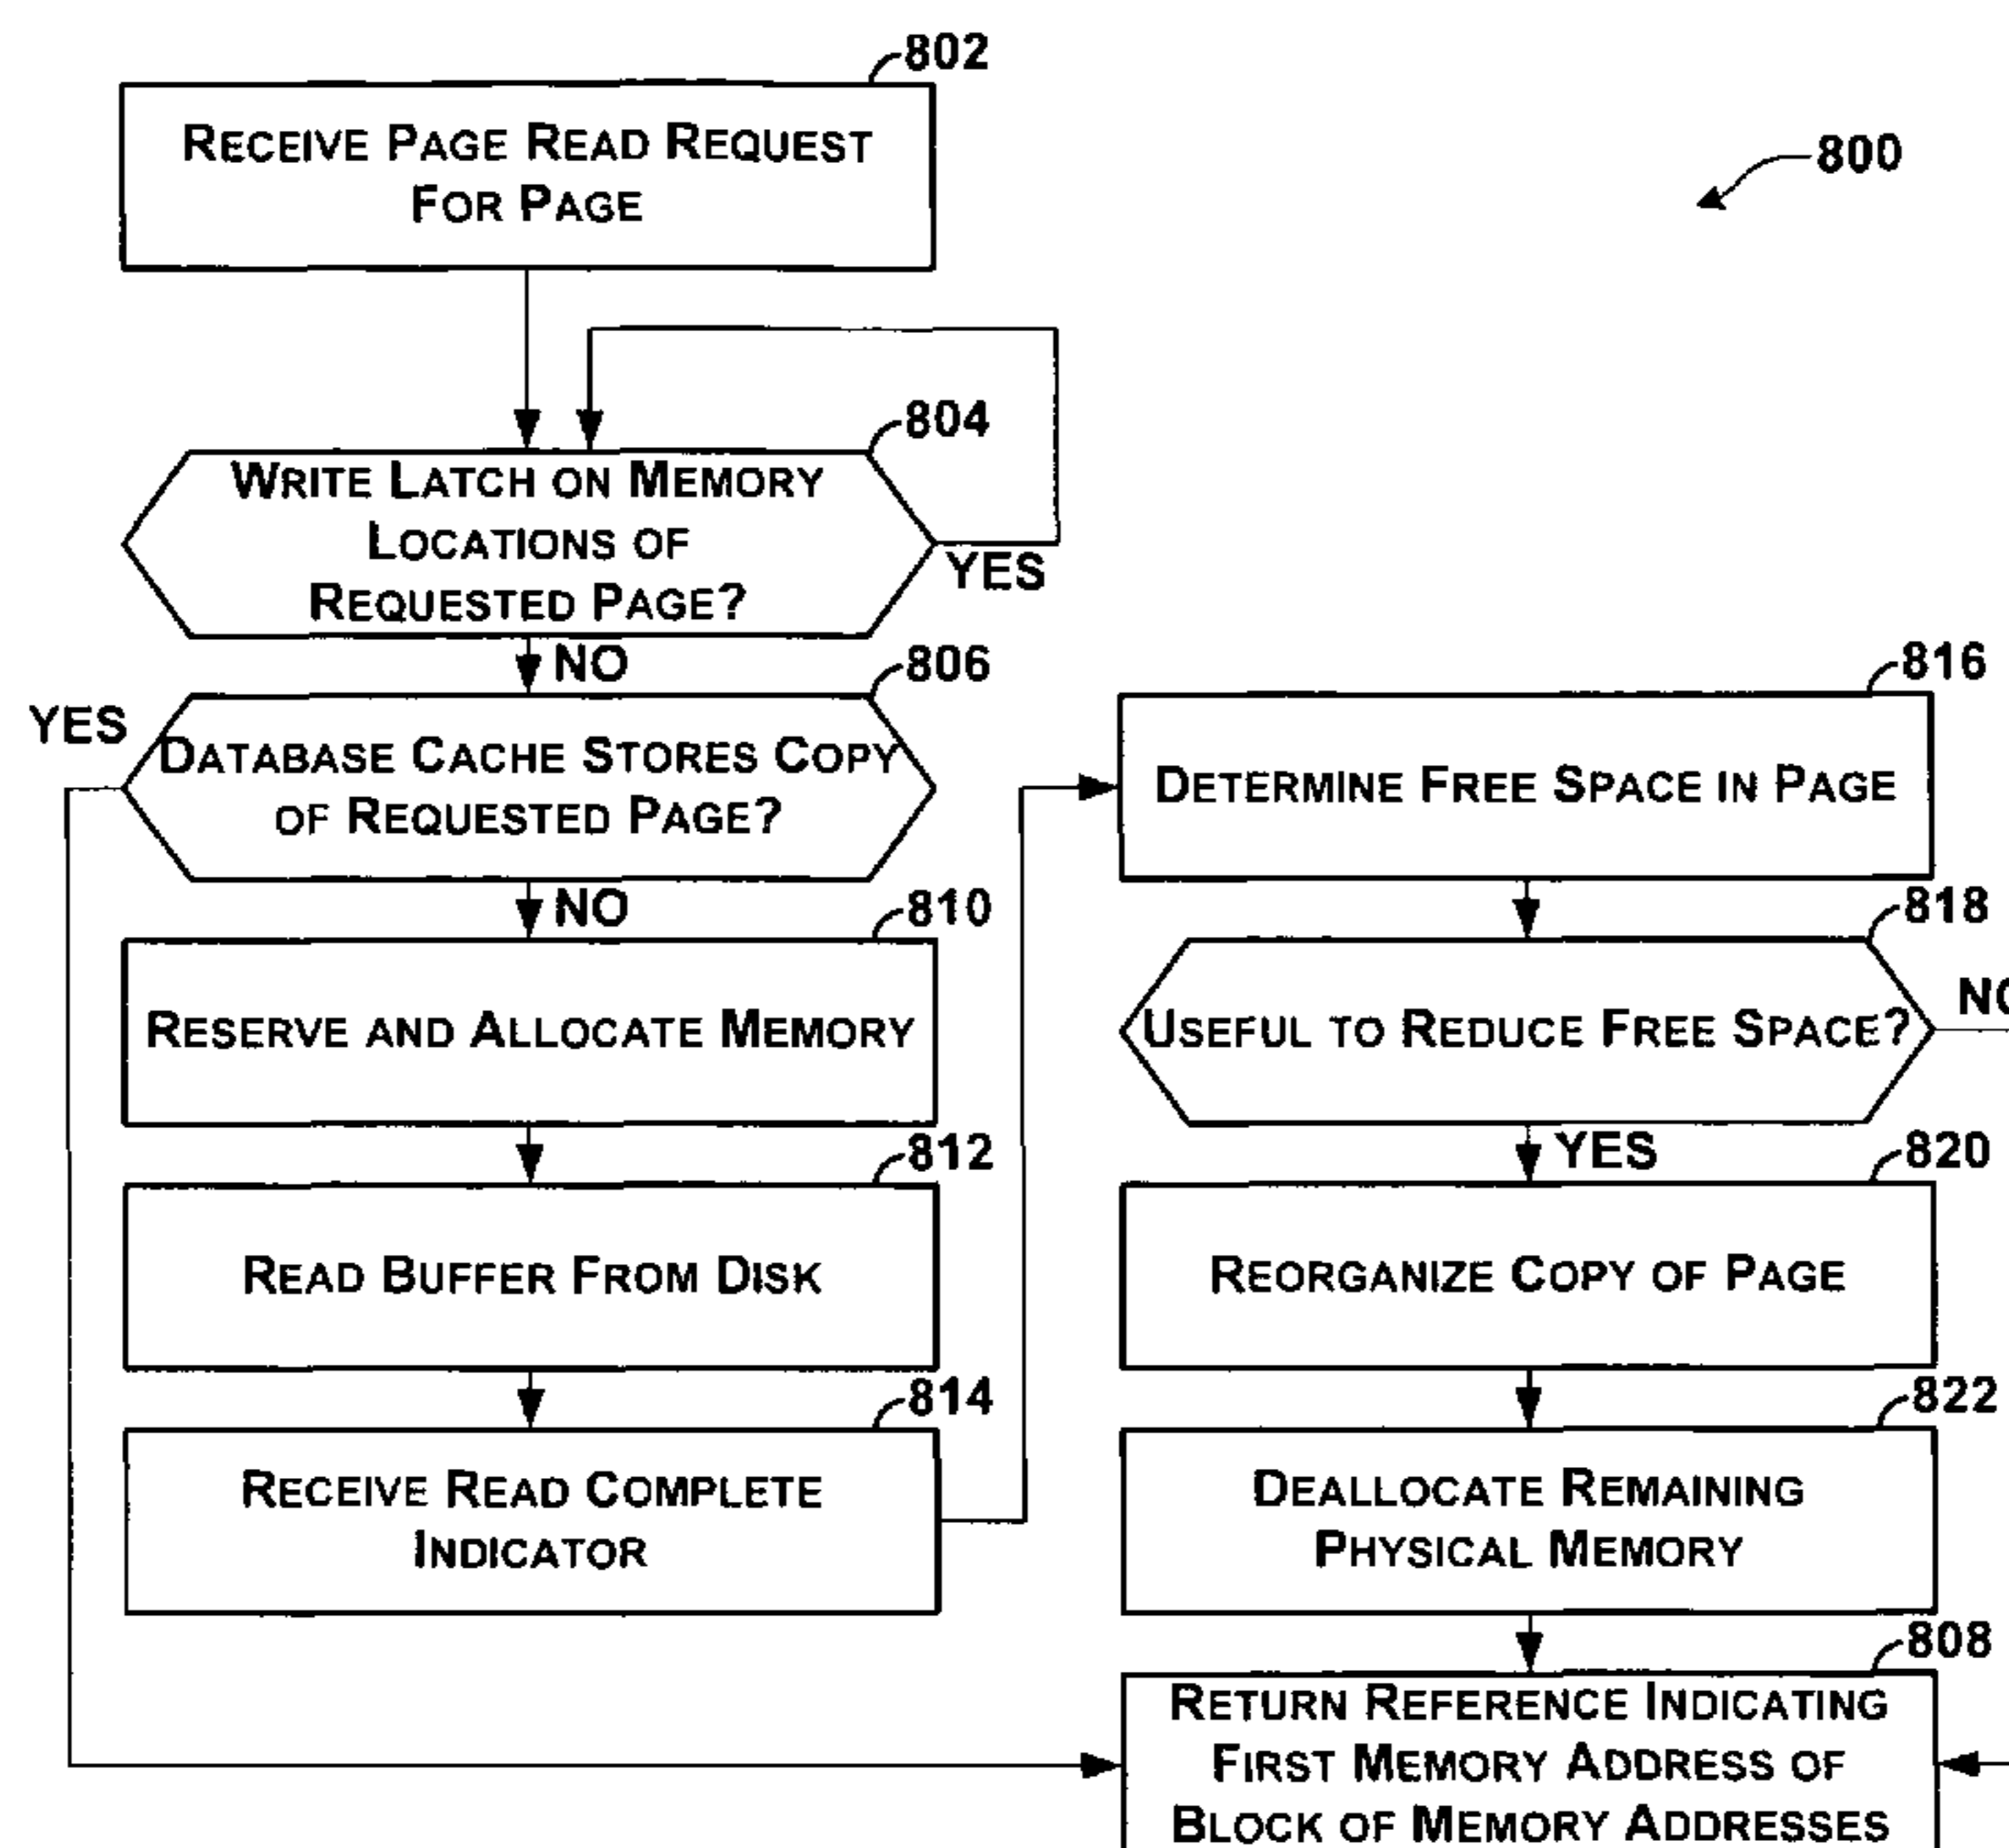 802
RECEIVE PAGE READ REQUEST
FOR PAGE
800
804
WRITE LATCH ON MEMORY
LOCATIONS OF
REQUESTED PAGE?
YES
NO
806
YES
DATABASE CACHE STORES COPY
OF REQUESTED PAGE?
NO
810
RESERVE AND ALLOCATE MEMORY
812
READ BUFFER FROM DISK
814
RECEIVE READ COMPLETE
INDICATOR
816
DETERMINE FREE SPACE IN PAGE
818
USEFUL TO REDUCE FREE SPACE?
NO
YES
820
REORGANIZE COPY OF PAGE
822
DEALLOCATE REMAINING
PHYSICAL MEMORY
808
RETURN REFERENCE INDICATING
FIRST MEMORY ADDRESS OF
BLOCK OF MEMORY ADDRESSES